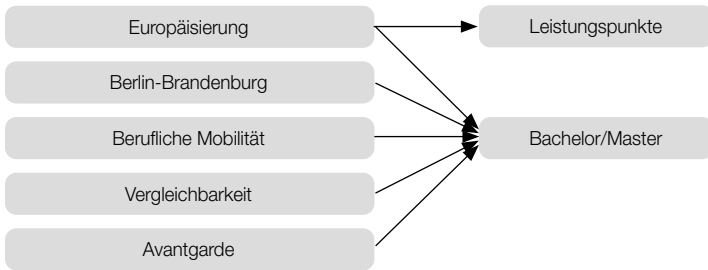 Europäisierung
Leistungspunkte
Berlin-Brandenburg
Berufliche Mobilität
Bachelor/Master
Vergleichbarkeit
Avantgarde